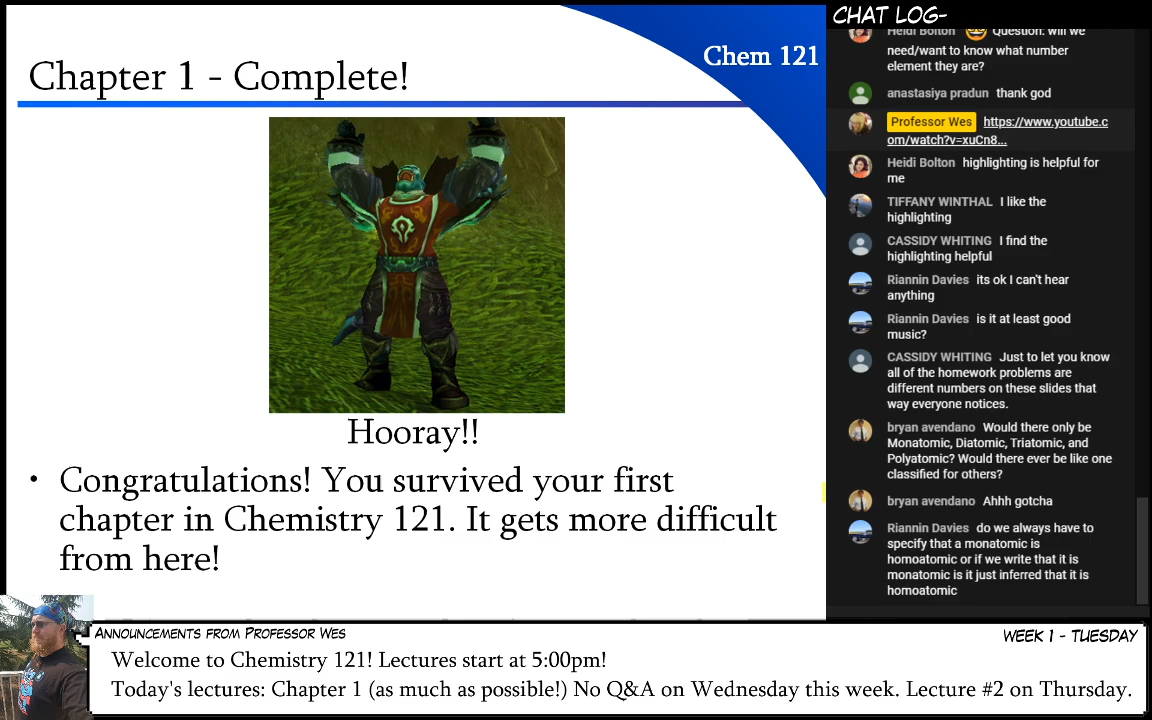 Chem 121
Chapter 1 - Complete!
Hooray!!
• Congratulations! You survived your first
chapter in Chemistry 121. It gets more difficult
from here!
CHAT LOG-
Heidi Bolton Question: will we
need/want to know what number
element they are?
anastasiya pradun thank god
Professor Wes https://www.youtube.c
om/watch?v=xuCn8...
Heidi Bolton highlighting is helpful for
me
TIFFANY WINTHAL I like the
highlighting
CASSIDY WHITING I find the
highlighting helpful
Riannin Davies its ok I can't hear
anything
Riannin Davies is it at least good
music?
CASSIDY WHITING Just to let you know
all of the homework problems are
different numbers on these slides that
way everyone notices.
bryan avendano Would there only be
Monatomic, Diatomic, Triatomic, and
Polyatomic? Would there ever be like one
classified for others?
bryan avendano Ahhh gotcha
Riannin Davies do we always have to
specify that a monatomic is
homoatomic or if we write that it is
monatomic is it just inferred that it is
homoatomic
ANNOUNCEMENTS FROM PROFESSOR WES
WEEK 1 - TUESDAY
Welcome to Chemistry 121! Lectures start at 5:00pm!
Today's lectures: Chapter 1 (as much as possible!) No Q&A on Wednesday this week. Lecture #2 on Thursday.